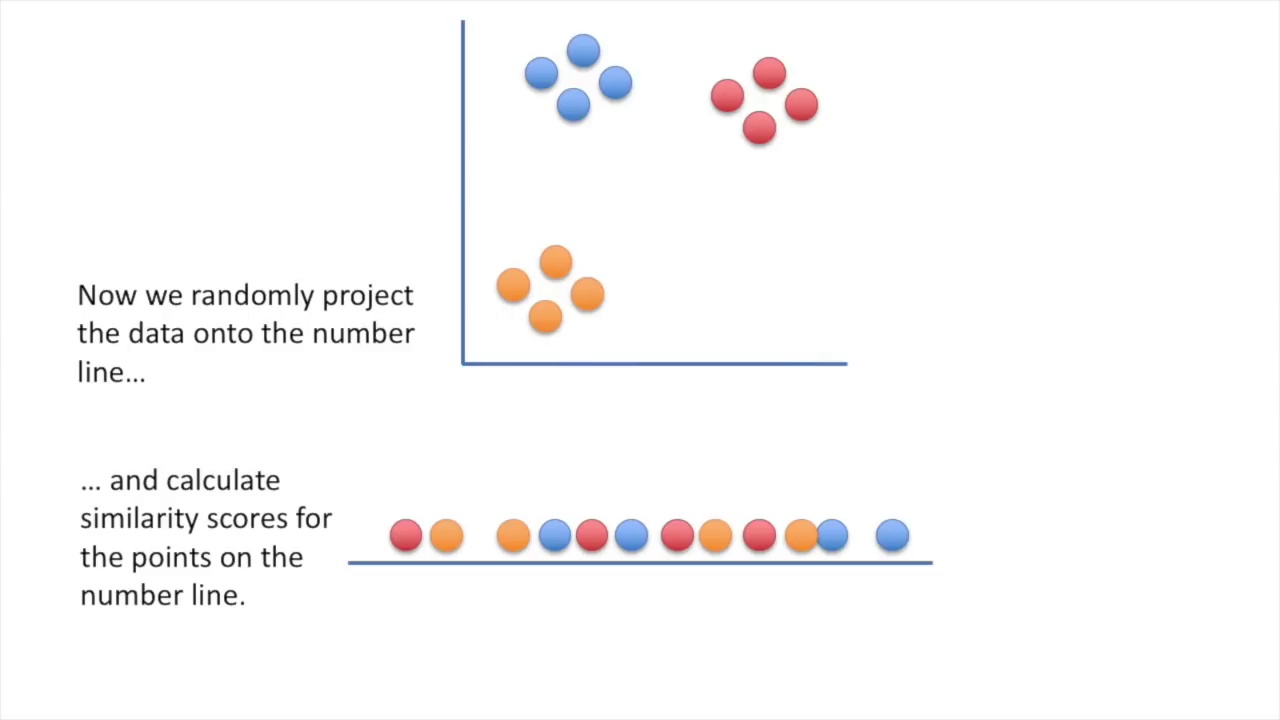 Now we randomly project
the data onto the number
line...
... and calculate
similarity scores for
the points on the
number line.